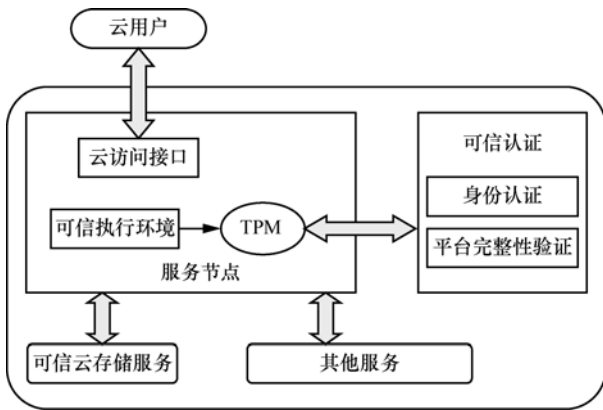 云用户
云访问接口
可信执行环境
TPM
服务节点
可信认证
身份认证
平台完整性验证
可信云存储服务
其他服务